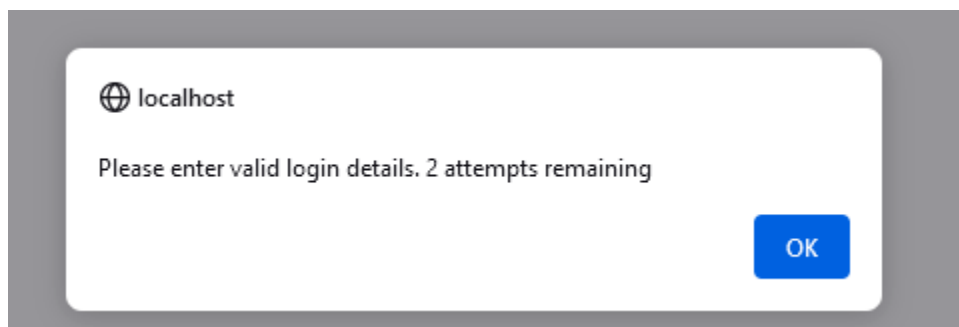 localhost
Please enter valid login details. 2 attempts remaining
OK